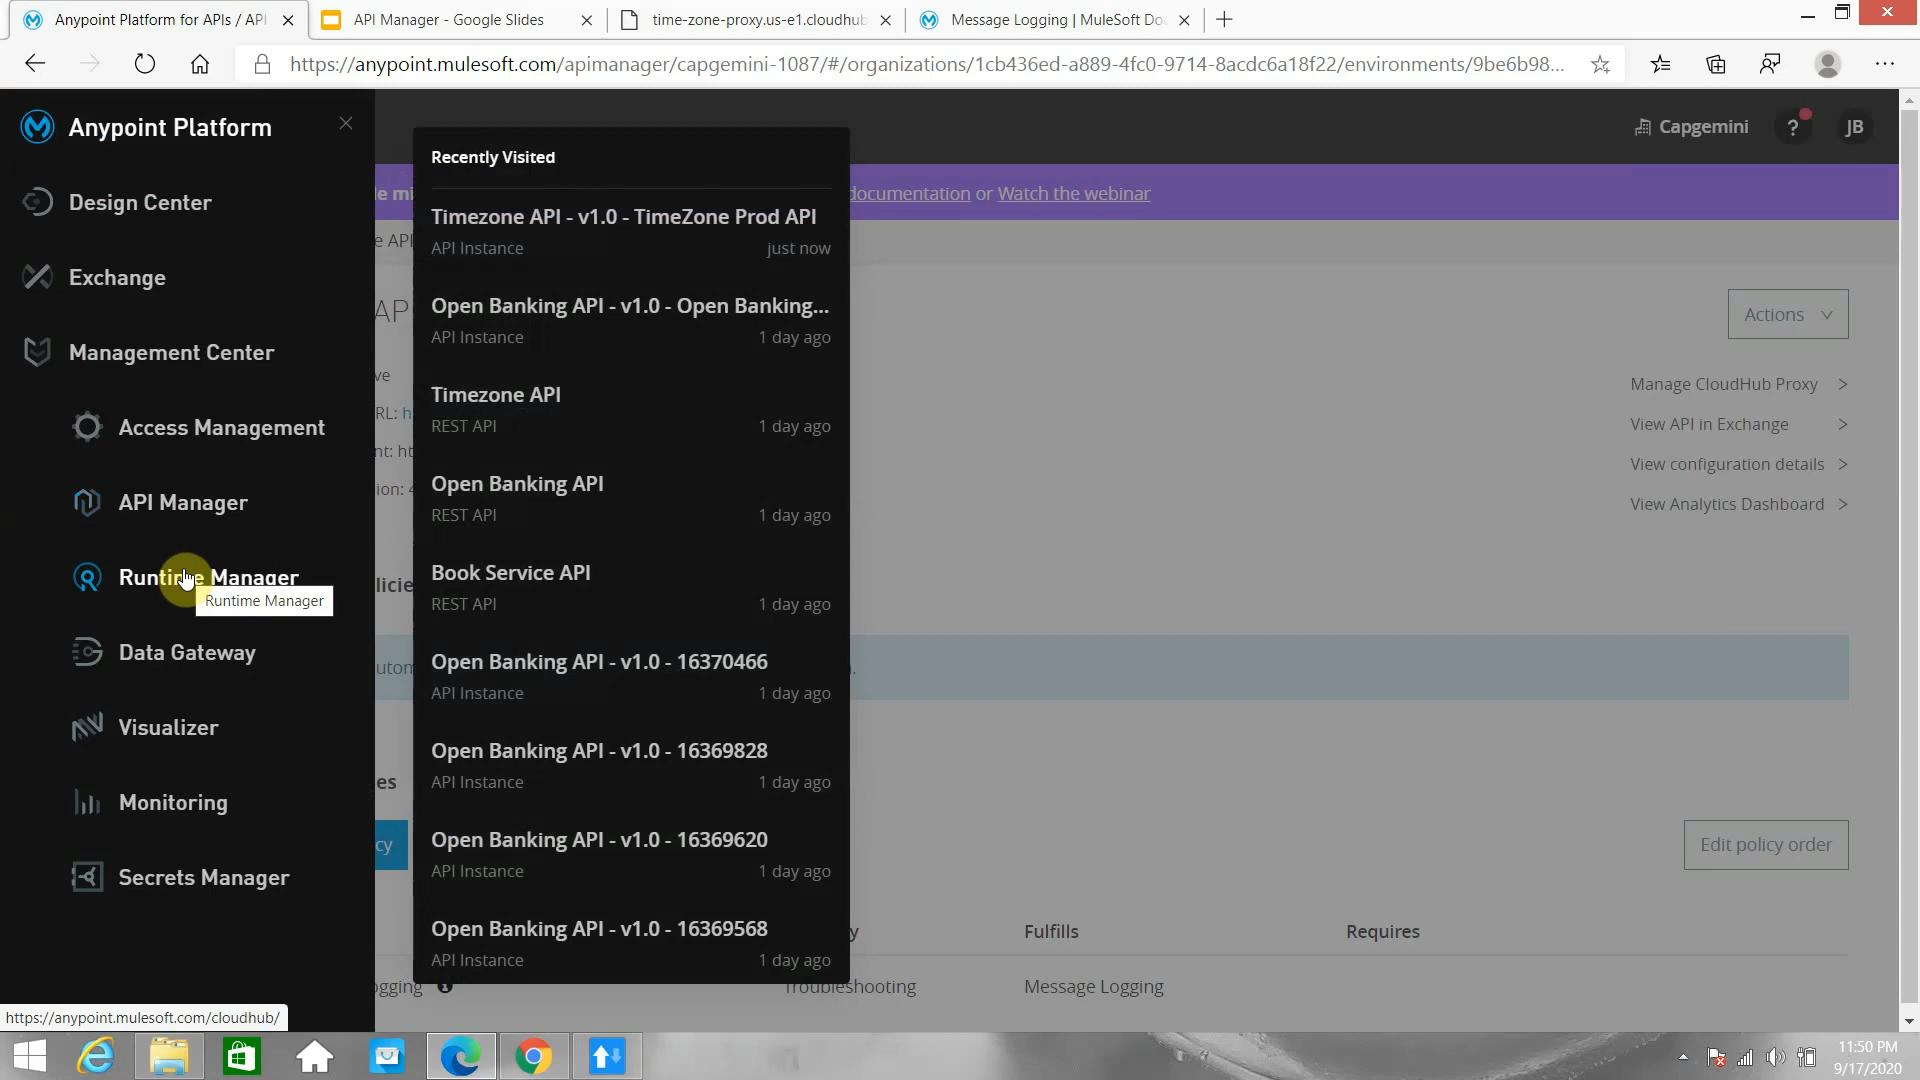 Anypoint Platform for APIs / API
API Manager - Google Slides
time-zone-proxy.us-e1.cloudhub
Message Logging | MuleSoft Do
https://anypoint.mulesoft.com/apimanager/capgemini-1087/#/organizations/1cb436ed-a889-4fc0-9714-8acdc6a18f22/environments/9be6b98...
Anypoint Platform
Capgemini
?
JB
Design Center
Exchange
Management Center
Access Management
API Manager
Runtime Manager
Runtime Manager
Data Gateway
Visualizer
Monitoring
Secrets Manager
Recently Visited
Timezone API - v1.0 - TimeZone Prod API
API Instance just now
Open Banking API - v1.0 - Open Banking...
API Instance 1 day ago
Timezone API
REST API 1 day ago
Open Banking API
REST API 1 day ago
Book Service API
REST API 1 day ago
Open Banking API - v1.0 - 16370466
API Instance 1 day ago
Open Banking API - v1.0 - 16369828
API Instance 1 day ago
Open Banking API - v1.0 - 16369620
API Instance 1 day ago
Open Banking API - v1.0 - 16369568
API Instance 1 day ago
le mi
documentation or Watch the webinar
e API
AP
Actions
ve
RL: h
nt: ht
ion: 4
Manage CloudHub Proxy >
View API in Exchange >
View configuration details >
View Analytics Dashboard >
licie
utom
).
es
cy
Edit policy order
y Fulfills Requires
ogging Troubleshooting Message Logging
https://anypoint.mulesoft.com/cloudhub/
11:50 PM
9/17/2020